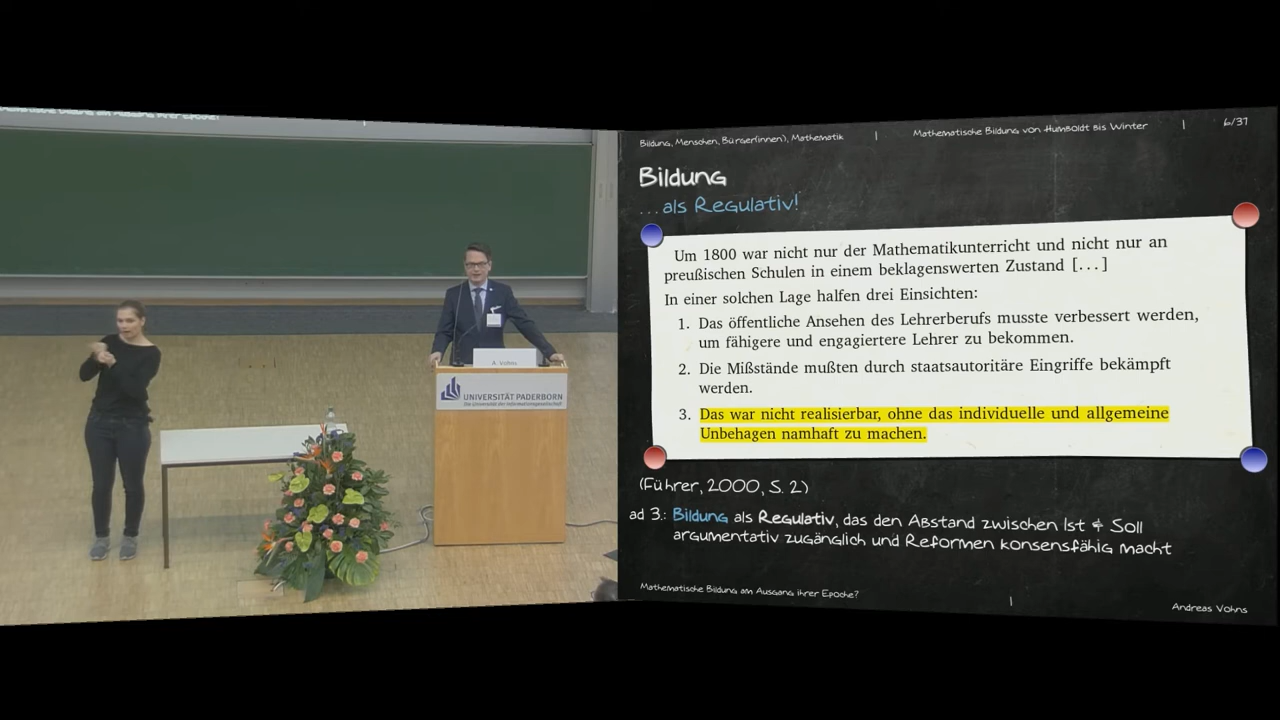 A. Vohns
UNIVERSITÄT PADERBORN
Die Universität der Informationsgesellschaft
Bildung, Menschen, Bürger(innen), Mathematik | Mathematische Bildung von Humboldt bis Winter | 6/37
Bildung
...als Regulativ!
Um 1800 war nicht nur der Mathematikunterricht und nicht nur an
preußischen Schulen in einem beklagenswerten Zustand [...]
In einer solchen Lage halfen drei Einsichten:
1. Das öffentliche Ansehen des Lehrerberufs musste verbessert werden,
um fähigere und engagiertere Lehrer zu bekommen.
2. Die Mißstände mußten durch staatsautoritäre Eingriffe bekämpft
werden.
3. Das war nicht realisierbar, ohne das individuelle und allgemeine
Unbehagen namhaft zu machen.
(Führer, 2000, S. 2)
ad 3.: Bildung als Regulativ, das den Abstand zwischen Ist & Soll
argumentativ zugänglich und Reformen konsensfähig macht
Mathematische Bildung am Ausgang ihrer Epoche? |
Andreas Vohns